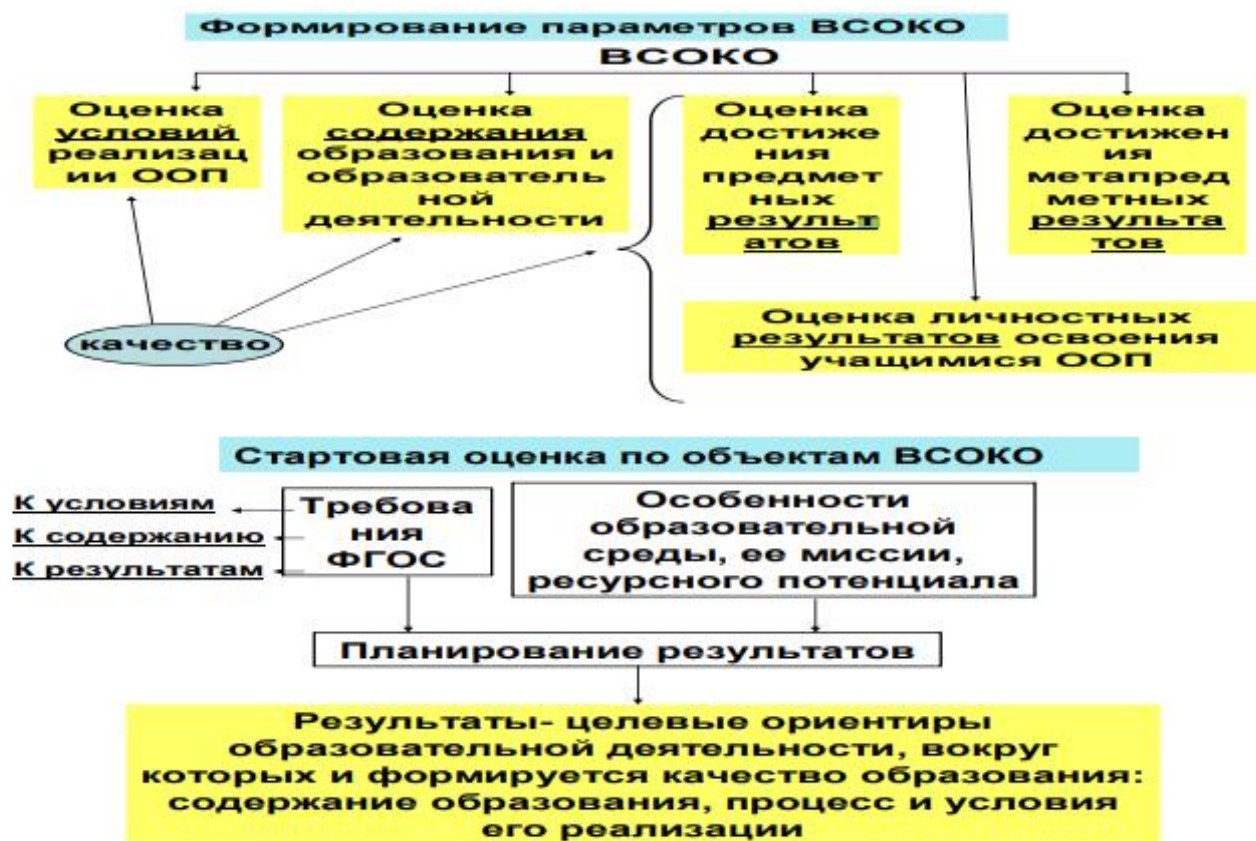 Формирование параметров ВСОКО
ВСОКО
Оценка
условий
реализац
ии ООП
Оценка
содержания
образования и
образователь
ной
деятельности
Оценка
достиже
ния
предмет
ных
результ
атов
Оценка
достижен
ия
метапред
метных
результа
тов
Оценка личностных
результатов освоения
учащимися ООП
качество
Стартовая оценка по объектам ВСОКО
К условиям
К содержанию
К результатам
Требова
ния
ФГОС
Особенности
образовательной
среды, ее миссии,
ресурсного потенциала
Планирование результатов
Результаты- целевые ориентиры
образовательной деятельности, вокруг
которых и формируется качество образования:
содержание образования, процесс и условия
его реализации